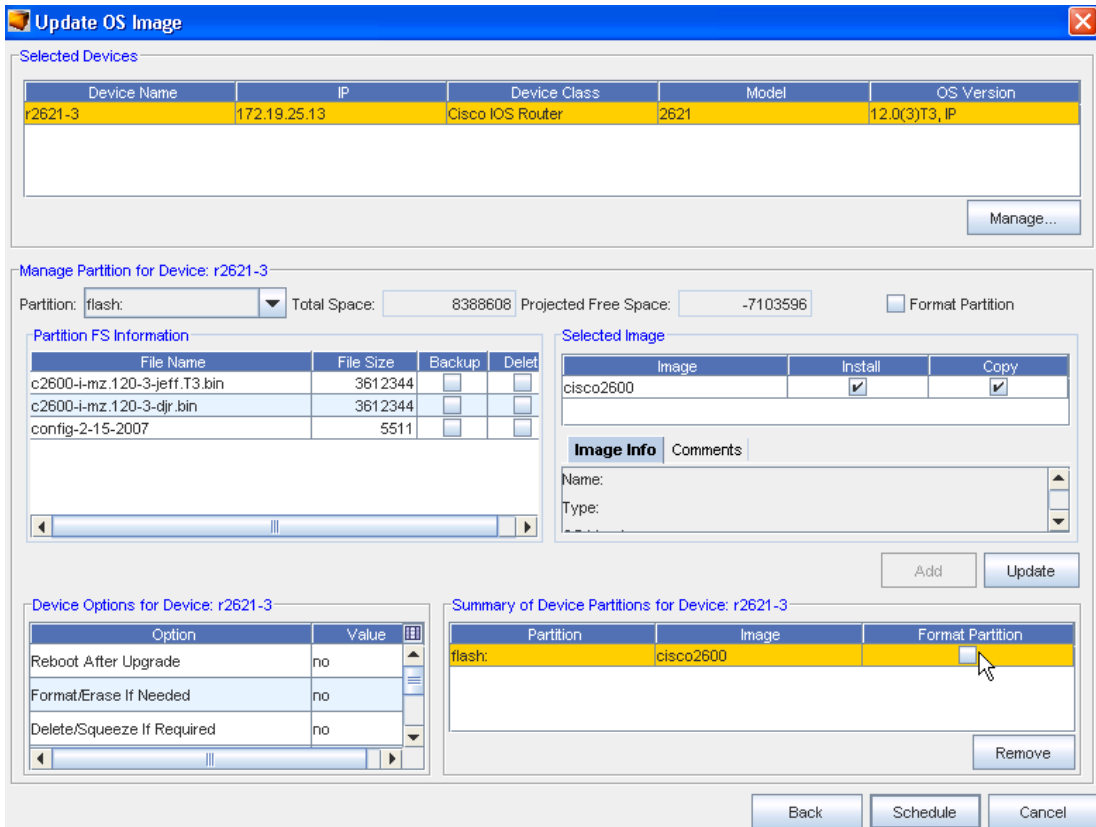 Update OS Image
Selected Devices
Device Name IP Device Class Model OS Version
r2621-3 172.19.25.13 Cisco IOS Router 2621 12.0(3)T3, IP
Manage...
Manage Partition for Device: r2621-3
Partition: flash: Total Space: 8388608 Projected Free Space: -7103596 Format Partition
Partition FS Information
File Name File Size Backup Delet
c2600-i-mz.120-3-jeff.T3.bin 3612344
c2600-i-mz.120-3-djr.bin 3612344
config-2-15-2007 5511
Selected Image
Image Install Copy
cisco2600
Image Info Comments
Name:
Type:
Add Update
Device Options for Device: r2621-3
Option Value
Reboot After Upgrade no
Format/Erase If Needed no
Delete/Squeeze If Required no
Summary of Device Partitions for Device: r2621-3
Partition Image Format Partition
flash: cisco2600
Remove
Back Schedule Cancel